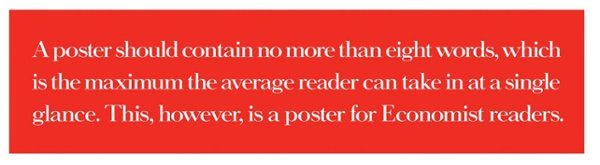 A poster should contain no more than eight words, which
is the maximum the average reader can take in at a single
glance. This, however, is a poster for Economist readers.